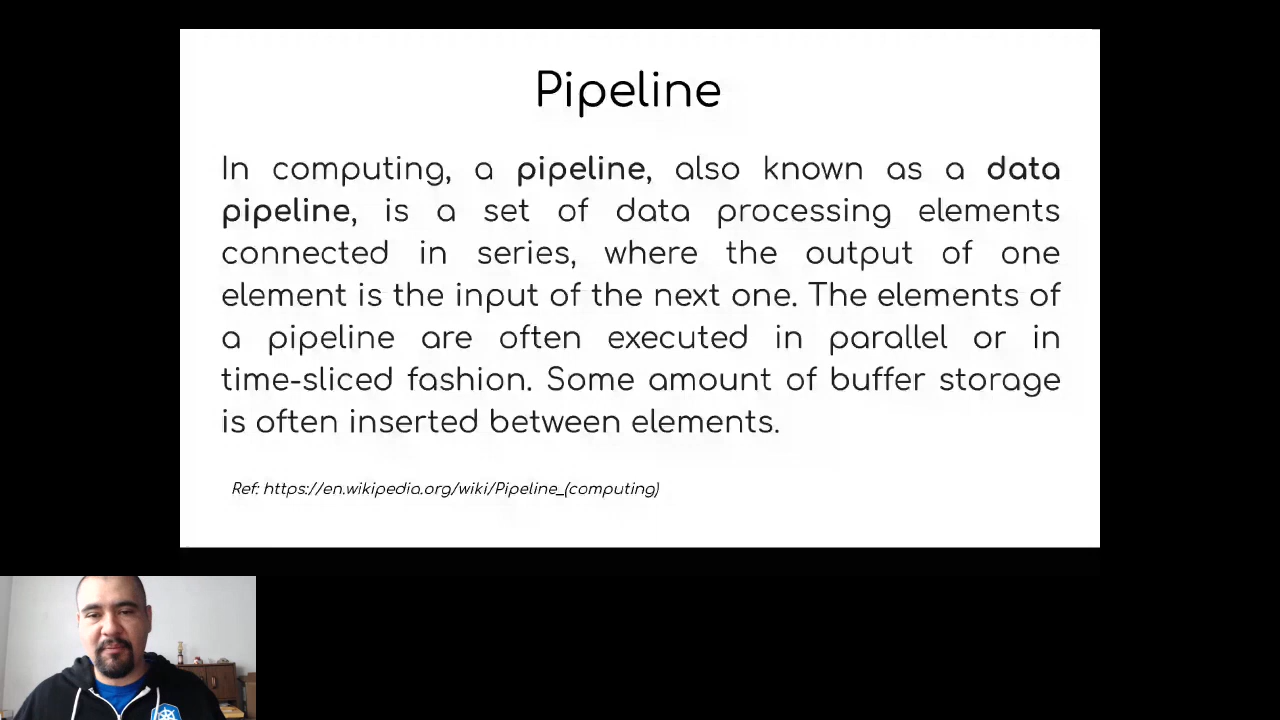 Pipeline
In computing, a pipeline, also known as a data
pipeline, is a set of data processing elements
connected in series, where the output of one
element is the input of the next one. The elements of
a pipeline are often executed in parallel or in
time-sliced fashion. Some amount of buffer storage
is often inserted between elements.
Ref: https://en.wikipedia.org/wiki/Pipeline_(computing)